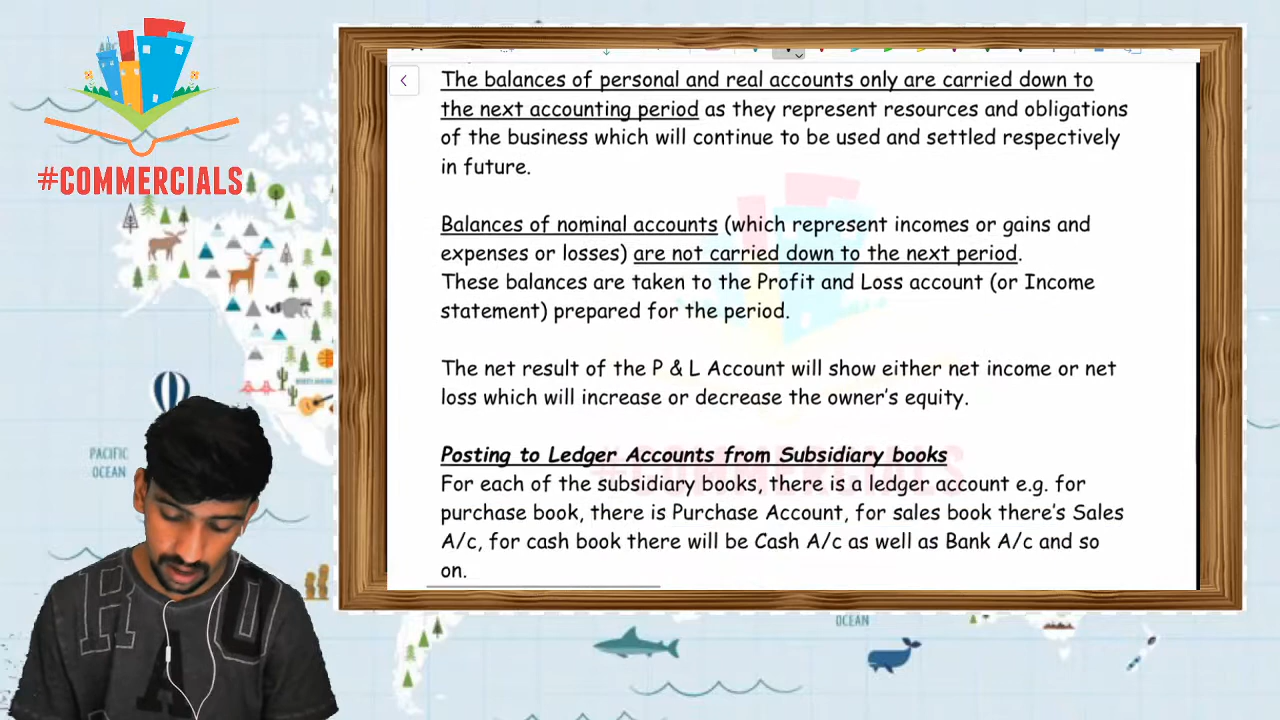 #COMMERCIALS
The balances of personal and real accounts only are carried down to
the next accounting period as they represent resources and obligations
of the business which will continue to be used and settled respectively
in future.
Balances of nominal accounts (which represent incomes or gains and
expenses or losses) are not carried down to the next period.
These balances are taken to the Profit and Loss account (or Income
statement) prepared for the period.
The net result of the P & L Account will show either net income or net
loss which will increase or decrease the owner's equity.
#COMMERCIALS
Posting to Ledger Accounts from Subsidiary books
For each of the subsidiary books, there is a ledger account e.g. for
purchase book, there is Purchase Account, for sales book there's Sales
A/c, for cash book there will be Cash A/c as well as Bank A/c and so
on.
PACIFIC
OCEAN
OCEAN